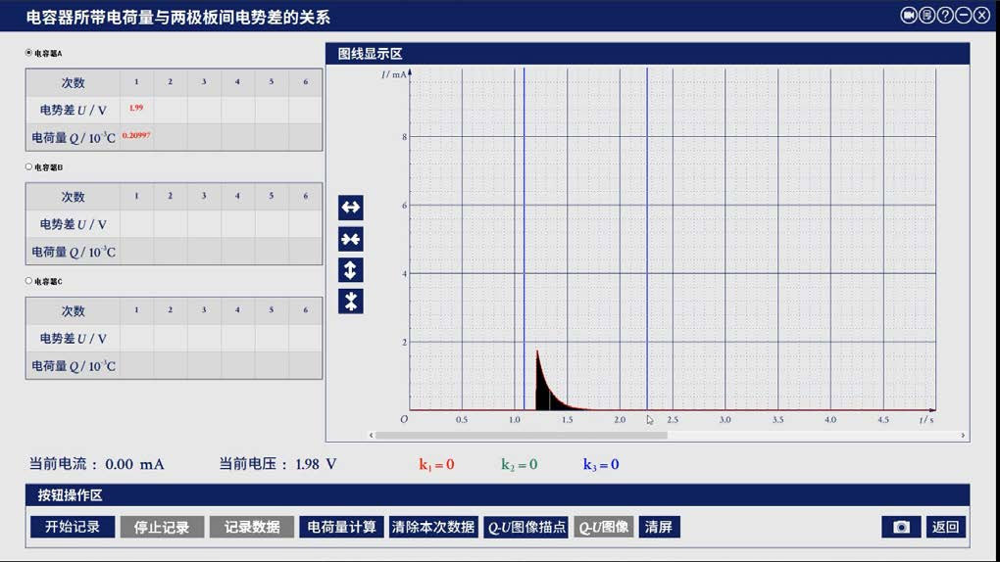 电容器所带电荷量与两极板间电势差的关系
电容器A
次数 1 2 3 4 5 6
电势差 U / V 1.99
电荷量 Q / 10⁻³C 0.20997
电容器B
次数 1 2 3 4 5 6
电势差 U / V
电荷量 Q / 10⁻³C
电容器C
次数 1 2 3 4 5 6
电势差 U / V
电荷量 Q / 10⁻³C
图线显示区
I / mA
8
6
4
2
O 0.5 1.0 1.5 2.0 2.5 3.0 3.5 4.0 4.5 t / s
当前电流： 0.00 mA 当前电压： 1.98 V k₁ = 0 k₂ = 0 k₃ = 0
按钮操作区
开始记录 停止记录 记录数据 电荷量计算 清除本次数据 Q-U图像描点 Q-U图像 清屏 返回